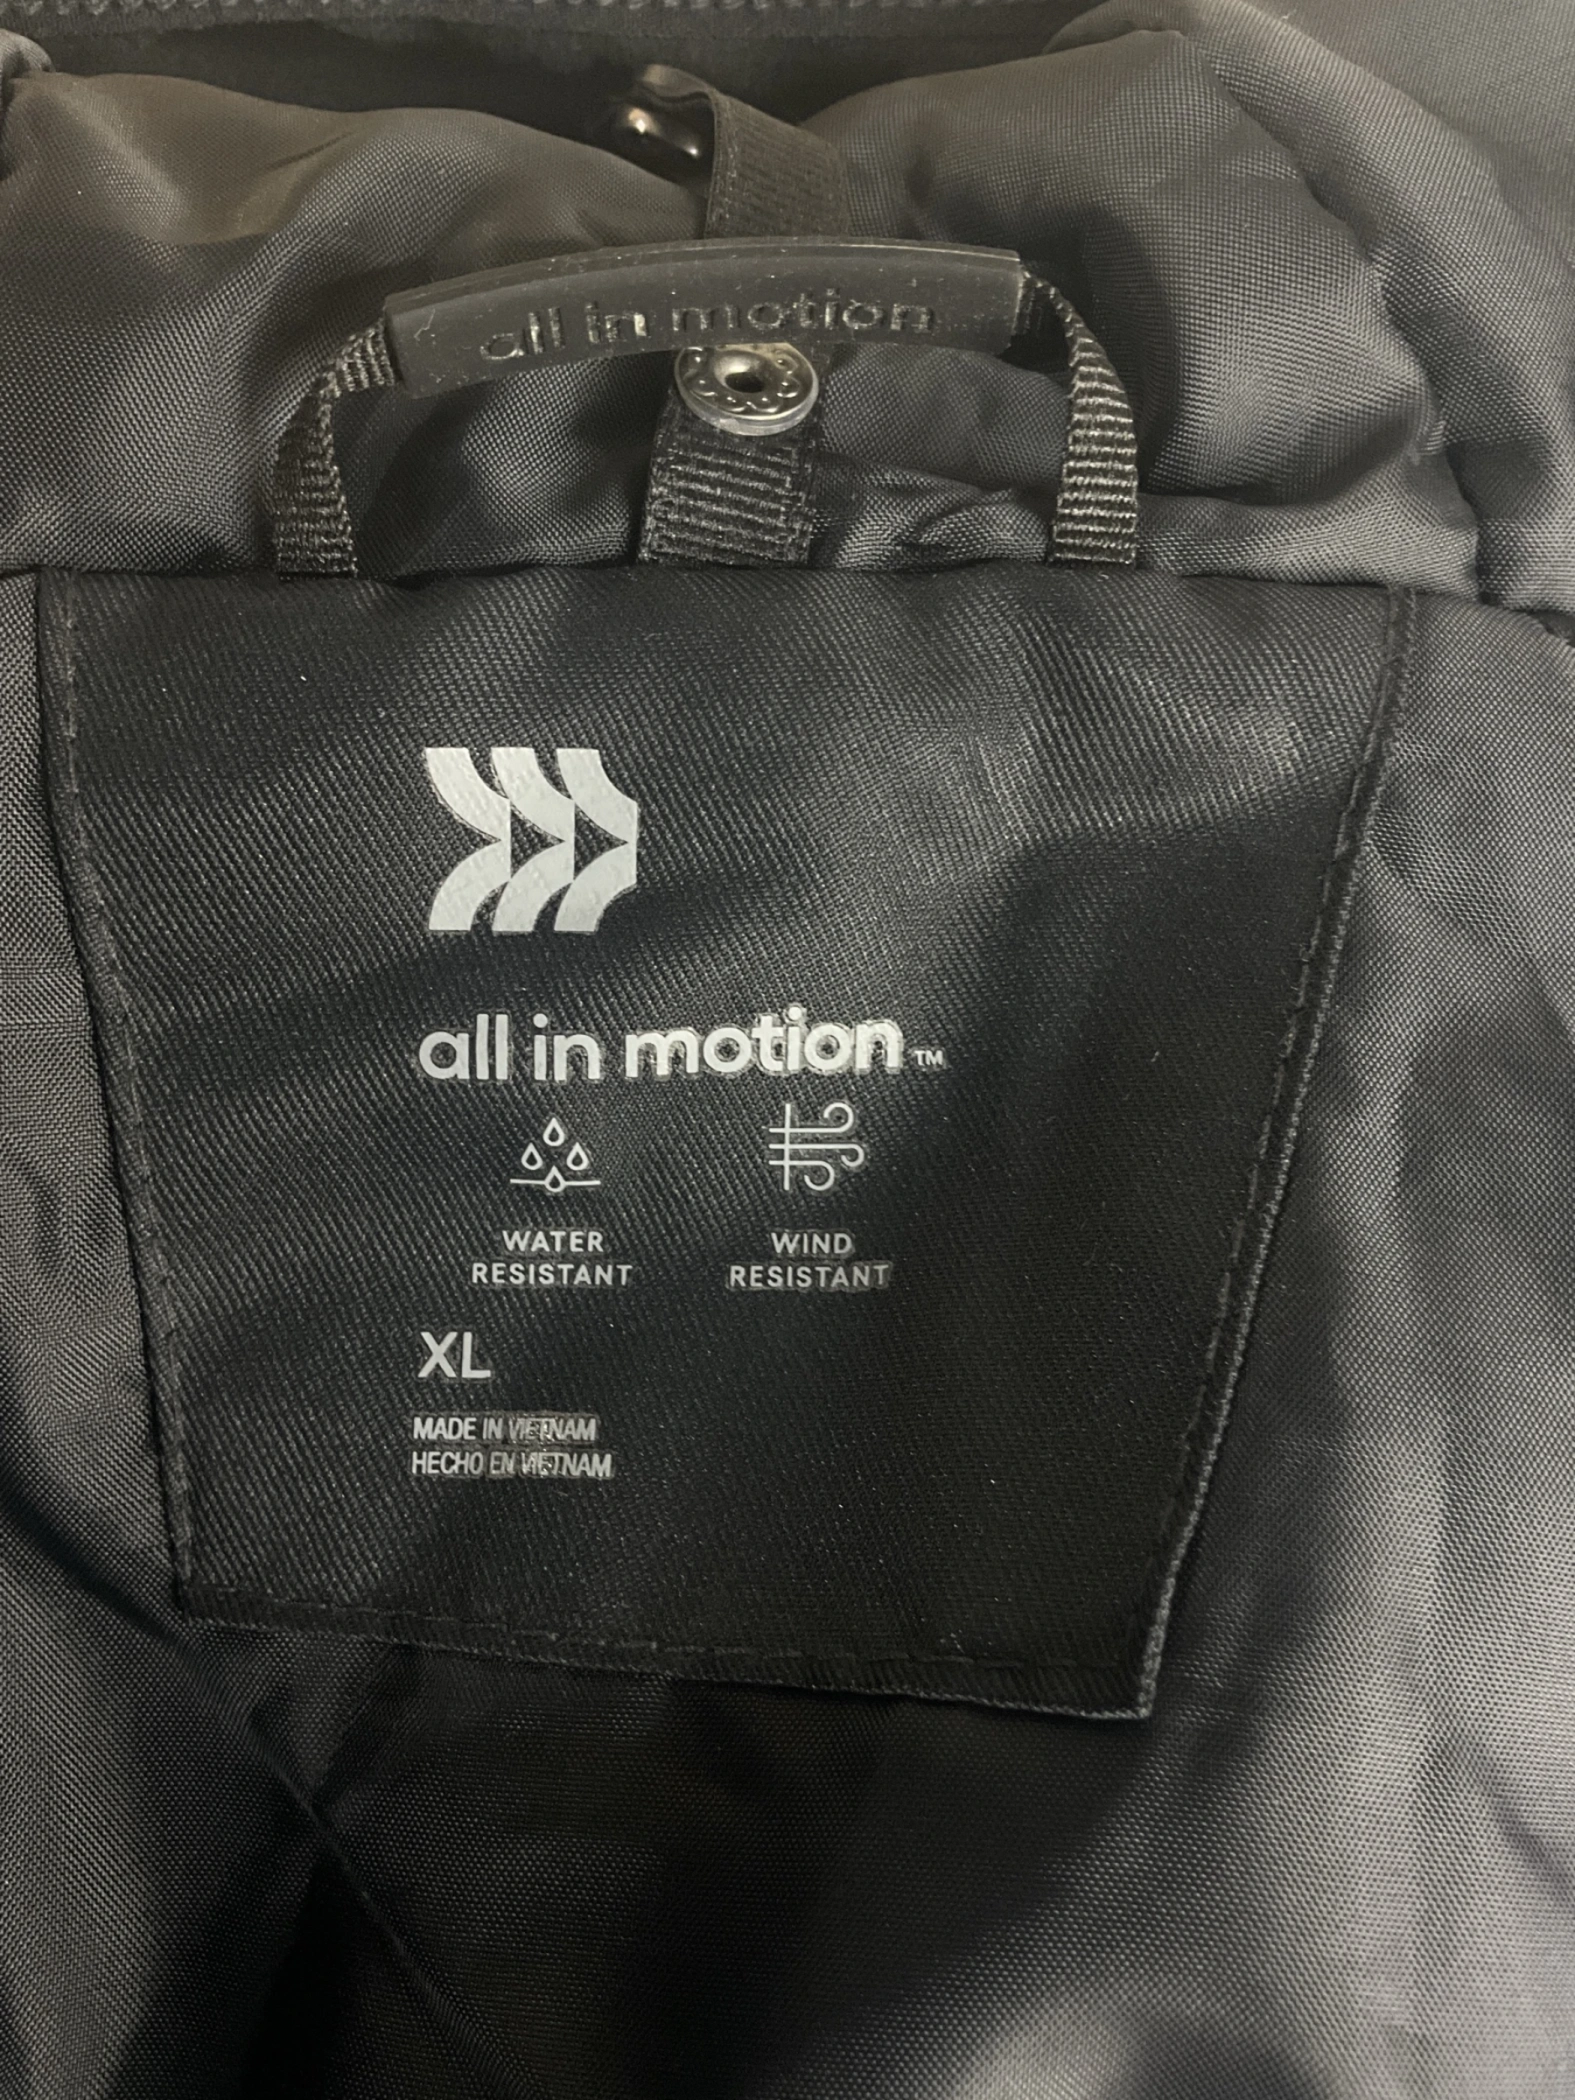 all in motion
all in motion™
WATER
RESISTANT
WIND
RESISTANT
XL
MADE IN VIETNAM
HECHO EN VIETNAM